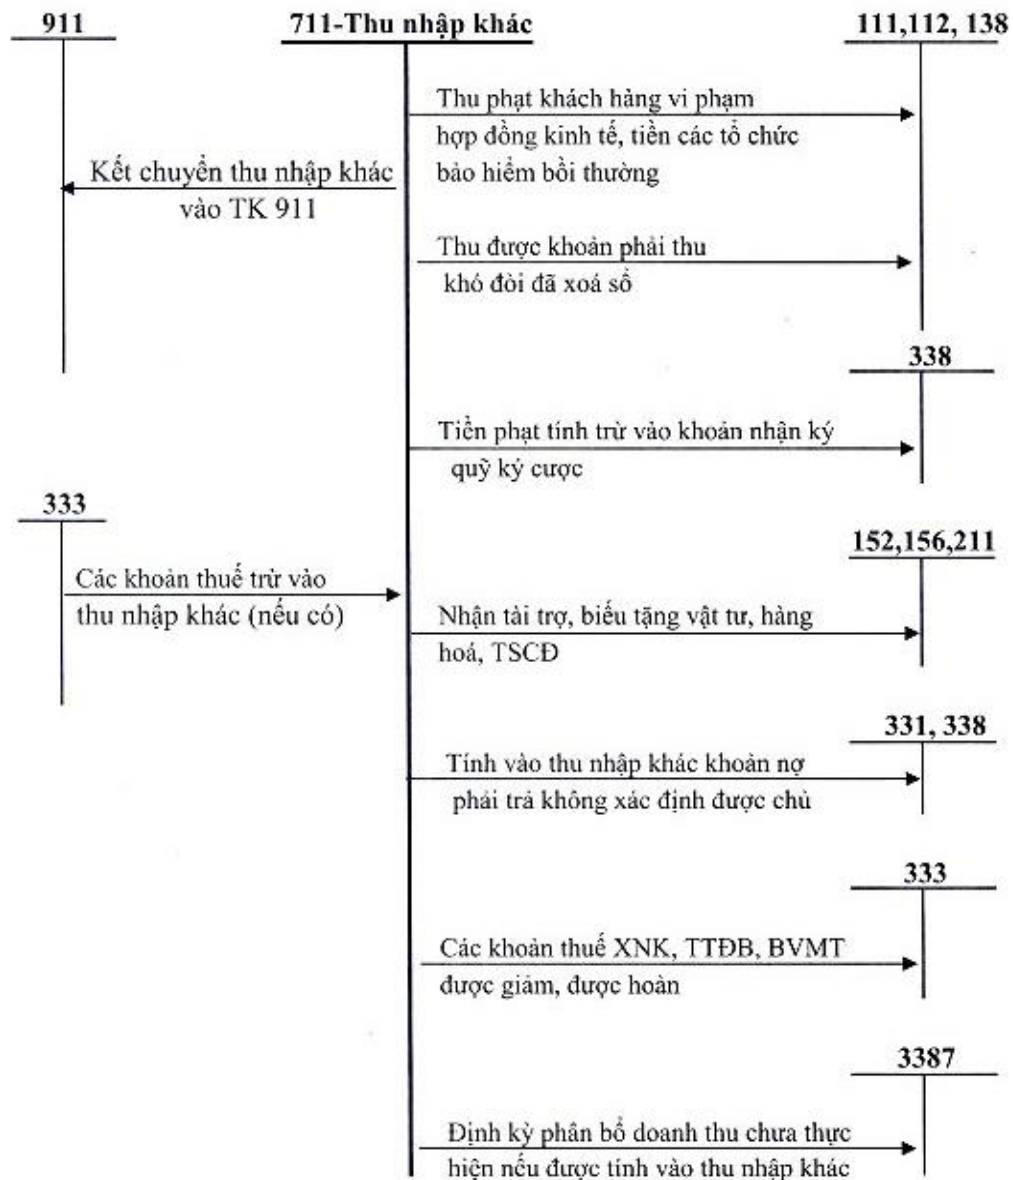 911
711-Thu nhập khác
111,112, 138
Thu phạt khách hàng vi phạm
hợp đồng kinh tế, tiền các tổ chức
bảo hiểm bồi thường
Kết chuyển thu nhập khác
vào TK 911
Thu được khoản phải thu
khó đòi đã xoá sổ
338
Tiền phạt tính trừ vào khoản nhận ký
quỹ ký cược
333
152,156,211
Các khoản thuế trừ vào
thu nhập khác (nếu có)
Nhận tài trợ, biếu tặng vật tư, hàng
hoá, TSCĐ
331, 338
Tính vào thu nhập khác khoản nợ
phải trả không xác định được chủ
333
Các khoản thuế XNK, TTĐB, BVMT
được giảm, được hoàn
3387
Định kỳ phân bổ doanh thu chưa thực
hiện nếu được tính vào thu nhập khác